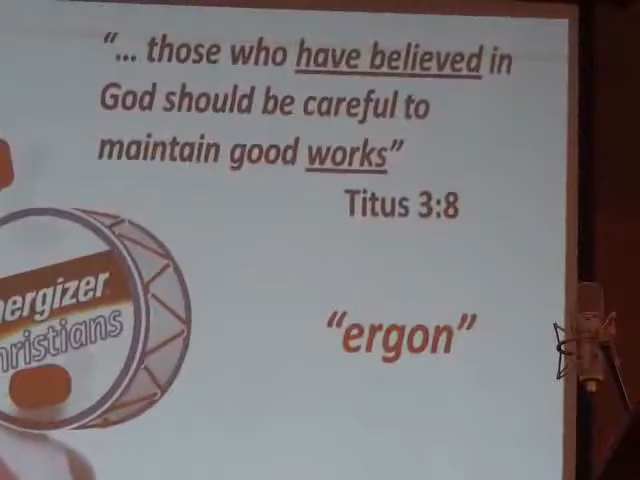 “... those who have believed in
God should be careful to
maintain good works”
Titus 3:8
nergizer
hristians
“ergon”